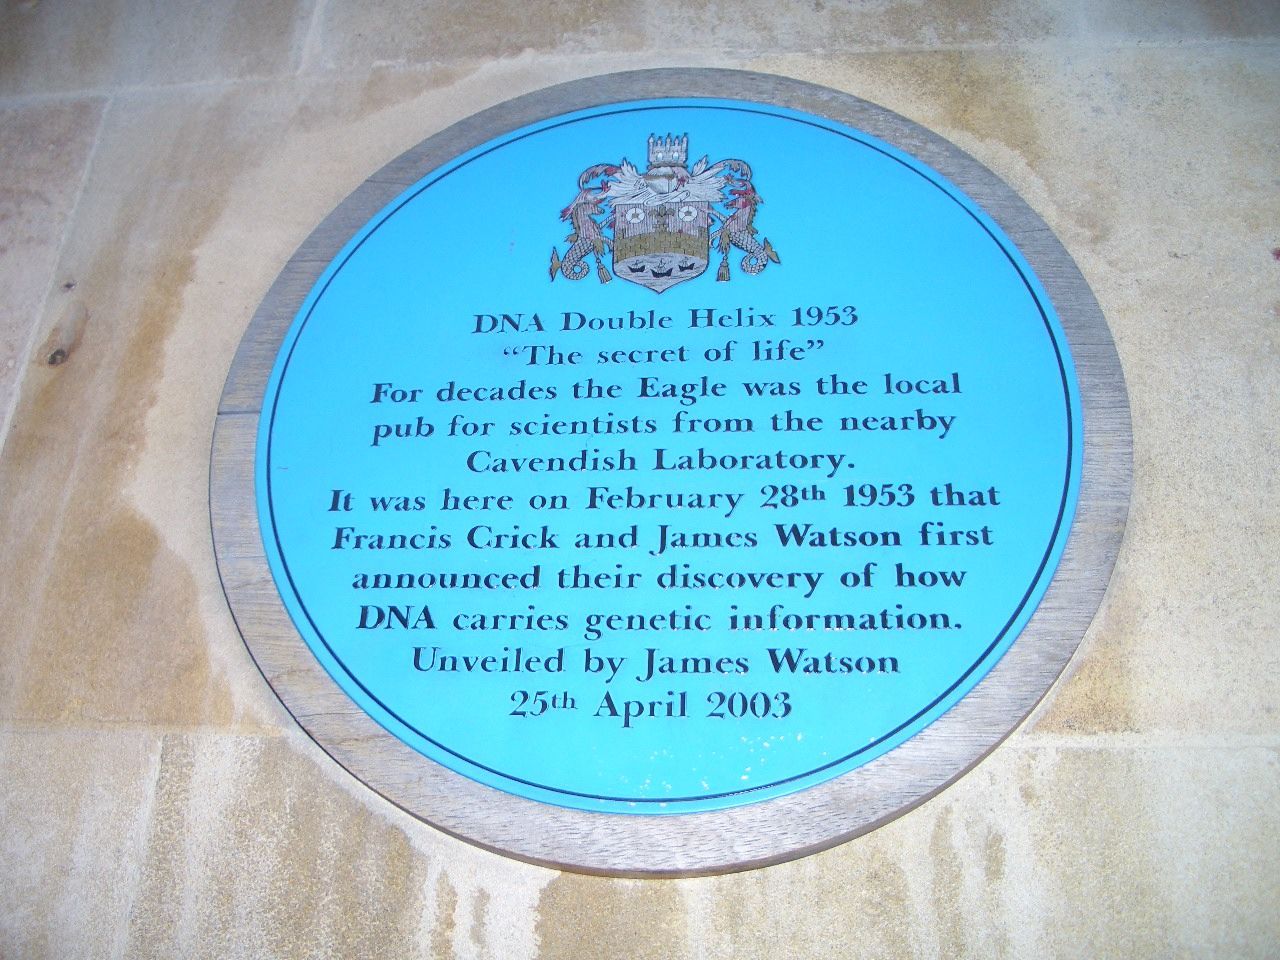 DNA Double Helix 1953
“The secret of life”
For decades the Eagle was the local
pub for scientists from the nearby
Cavendish Laboratory.
It was here on February 28th 1953 that
Francis Crick and James Watson first
announced their discovery of how
DNA carries genetic information.
Unveiled by James Watson
25th April 2003